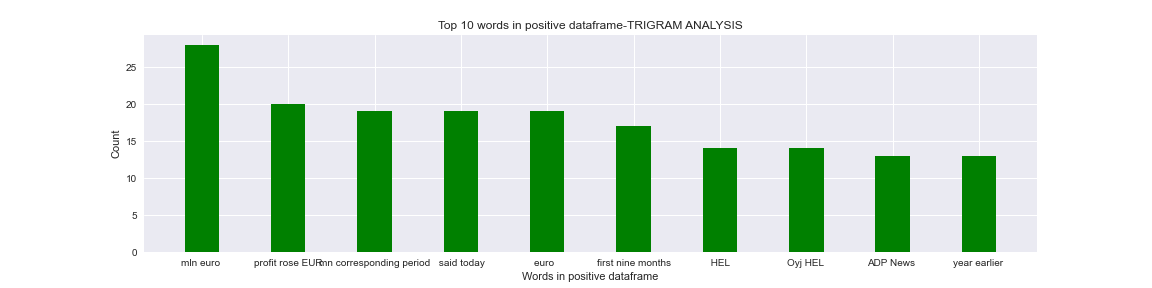 Top 10 words in positive dataframe-TRIGRAM ANALYSIS
Count
25
20
15
10
5
0
mln euro profit rose EUR mn corresponding period said today euro first nine months HEL Oyj HEL ADP News year earlier
Words in positive dataframe